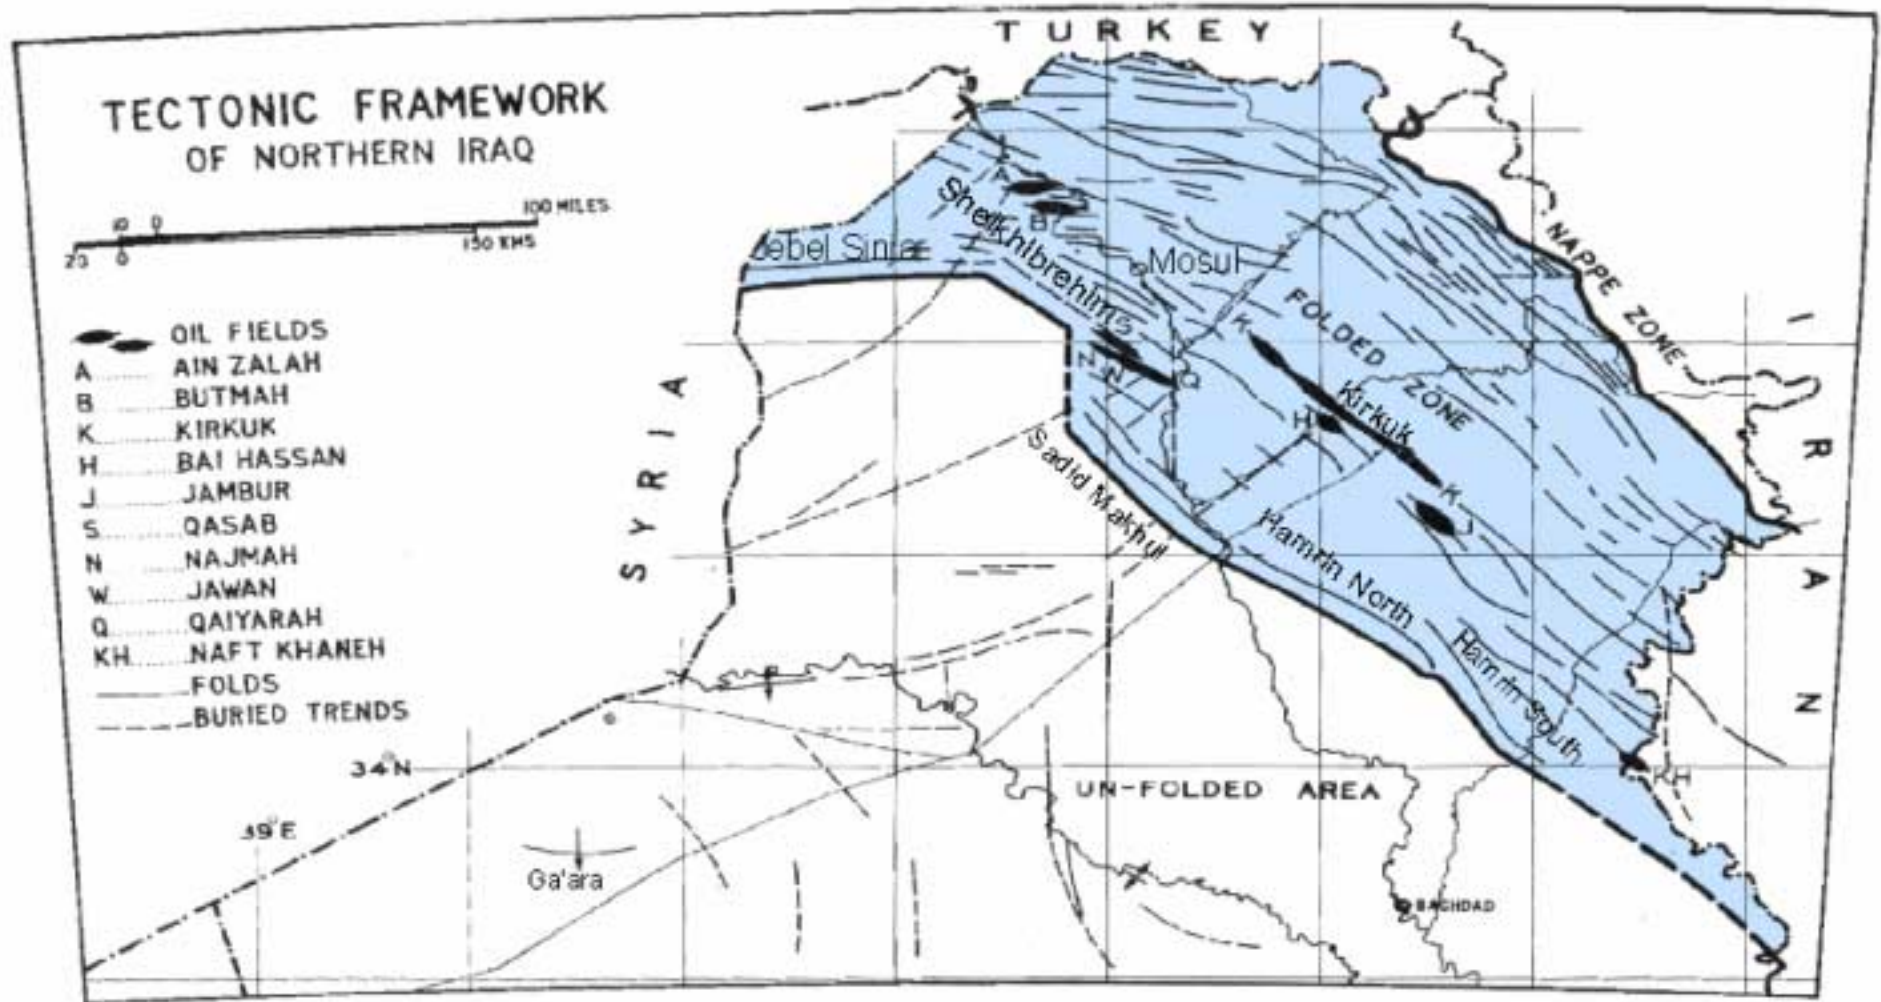 TURKEY
TECTONIC FRAMEWORK
OF NORTHERN IRAQ
100 MILES
150 KMS
0
OIL FIELDS
A ........ AIN ZALAH
B ........ BUTMAH
K ........ KIRKUK
H ........ BAI HASSAN
J ........ JAMBUR
S ........ QASAB
N ........ NAJMAH
W ........ JAWAN
Q ........ QAIYARAH
KH ........ NAFT KHANEH
FOLDS
BURIED TRENDS
SYRIA
IRAN
NAPPE ZONE
FOLDED ZONE
A
B
Jebel Sinjar
SheikhIbrehims
Mosul
K
Kirkuk
K
H
N
Q
Sadid Makhul
Hamrin North
Hamrin South
KH
34 N
39°E
UN-FOLDED AREA
Ga'ara
BAGHDAD